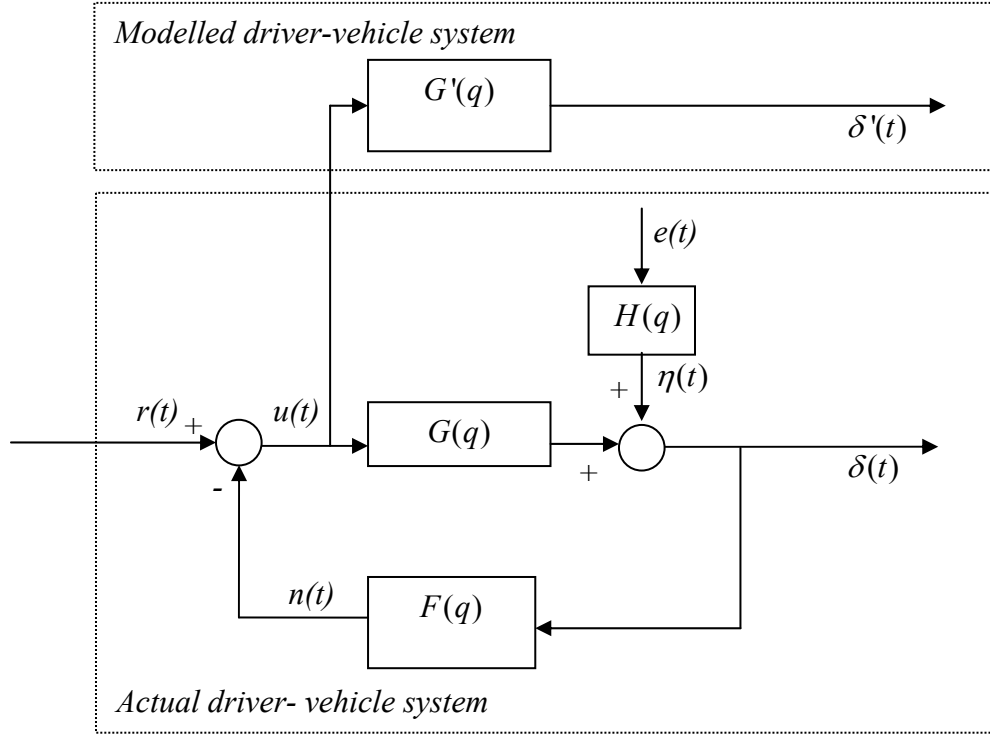 Modelled driver-vehicle system
G'(q)
δ'(t)
e(t)
H(q)
+ η(t)
r(t) + u(t)
G(q)
+
δ(t)
-
n(t)
F(q)
Actual driver- vehicle system